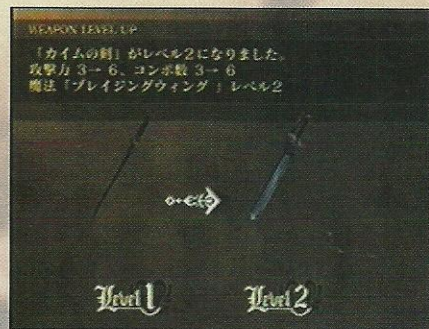 WEAPON LEVEL UP
「カイムの剣」がレベル2になりました。
攻撃力 3→ 6、コンボ数 3→ 6
魔法「ブレイジングウィング 」レベル2
Level 1
Level 2